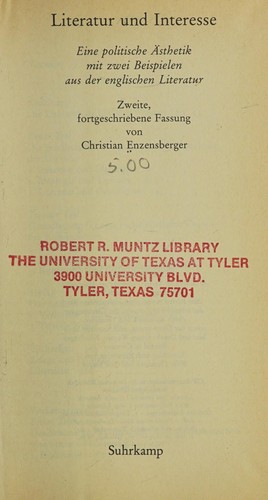 Literatur und Interesse
Eine politische Ästhetik
mit zwei Beispielen
aus der englischen Literatur
Zweite,
fortgeschriebene Fassung
von
Christian Enzensberger
5.00
ROBERT R. MUNTZ LIBRARY
THE UNIVERSITY OF TEXAS AT TYLER
3900 UNIVERSITY BLVD.
TYLER, TEXAS 75701
Suhrkamp